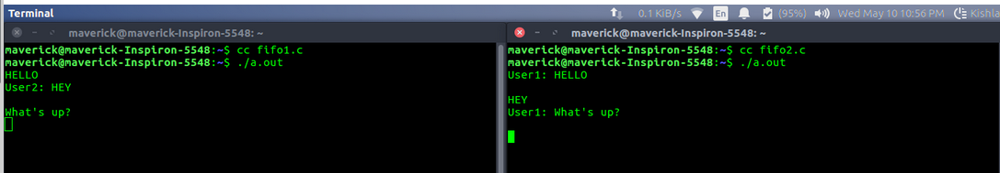 Terminal 0.1 KiB/s En (95%) Wed May 10 10:56 PM Kishla
maverick@maverick-Inspiron-5548: ~
maverick@maverick-Inspiron-5548:~$ cc fifo1.c
maverick@maverick-Inspiron-5548:~$ ./a.out
HELLO
User2: HEY
What's up?
maverick@maverick-Inspiron-5548: ~
maverick@maverick-Inspiron-5548:~$ cc fifo2.c
maverick@maverick-Inspiron-5548:~$ ./a.out
User1: HELLO
HEY
User1: What's up?